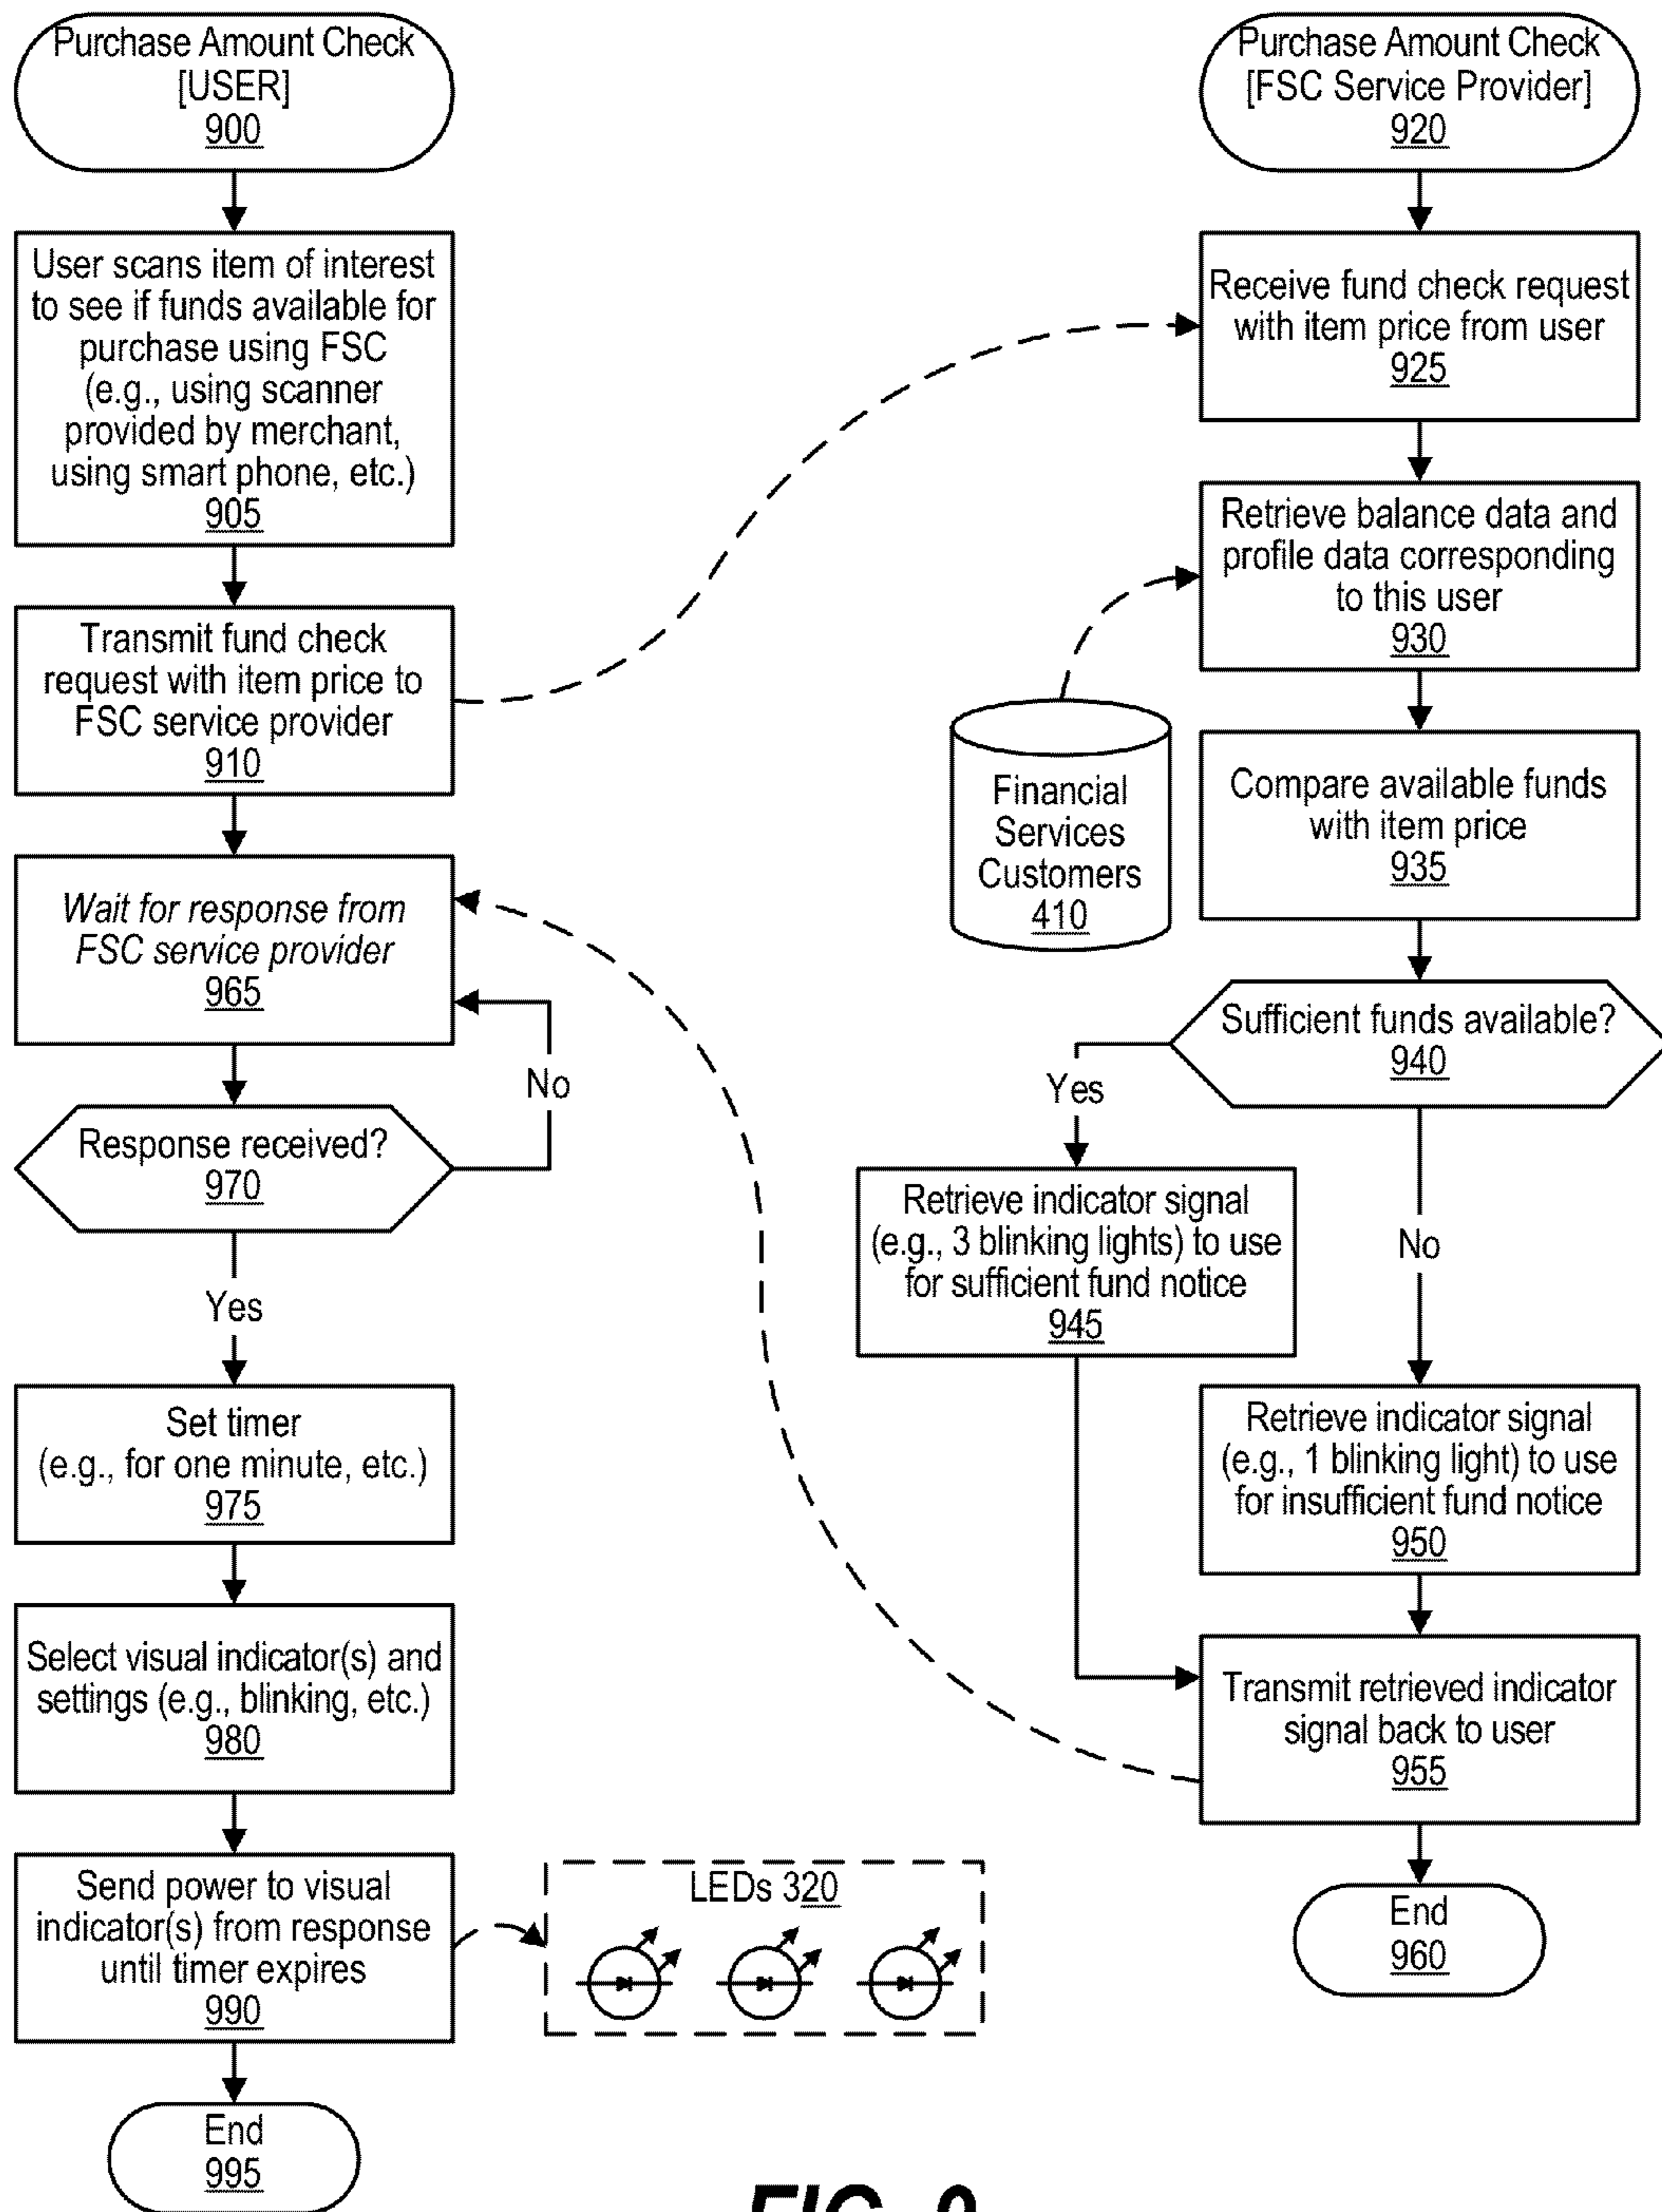 Purchase Amount Check
[USER]
900
User scans item of interest
to see if funds available for
purchase using FSC
(e.g., using scanner
provided by merchant,
using smart phone, etc.)
905
Transmit fund check
request with item price to
FSC service provider
910
Wait for response from
FSC service provider
965
No
Response received?
970
Yes
Set timer
(e.g., for one minute, etc.)
975
Select visual indicator(s) and
settings (e.g., blinking, etc.)
980
Send power to visual
indicator(s) from response
until timer expires
990
LEDs 320
End
995
Purchase Amount Check
[FSC Service Provider]
920
Receive fund check request
with item price from user
925
Retrieve balance data and
profile data corresponding
to this user
930
Financial
Services
Customers
410
Compare available funds
with item price
935
Sufficient funds available?
940
Yes
Retrieve indicator signal
(e.g., 3 blinking lights) to use
for sufficient fund notice
945
No
Retrieve indicator signal
(e.g., 1 blinking light) to use
for insufficient fund notice
950
Transmit retrieved indicator
signal back to user
955
End
960
FIG. 9